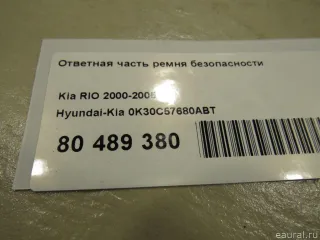 Ответная часть ремня безопасности
Kia RIO 2000-2005
Hyundai-Kia 0K30C57680ABT
80 489 380
eaural.ru